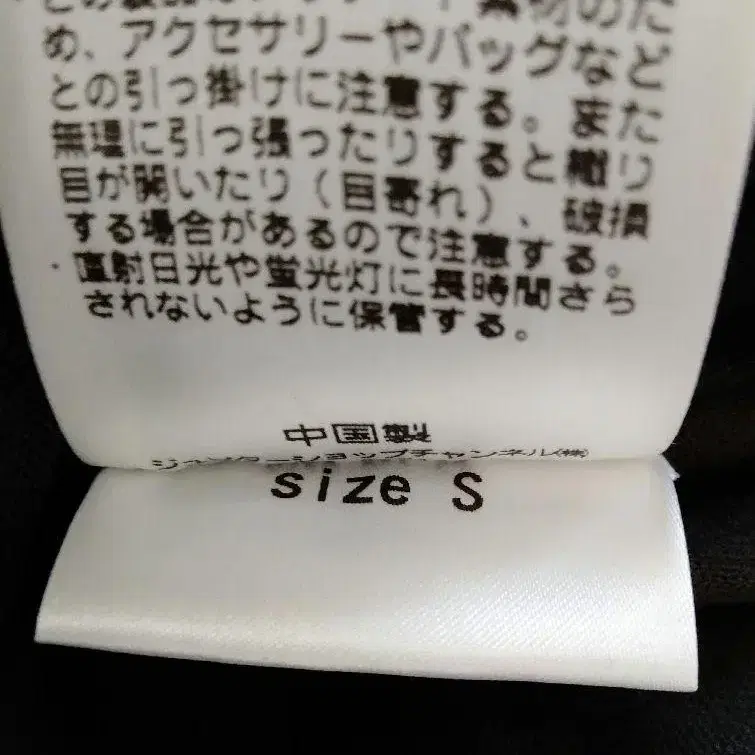 め、アクセサリーやバッグなど
との引っ掛けに注意する。また
無理に引っ張ったりすると織り
目が開いたり(目寄れ)、破損
する場合があるので注意する。
・直射日光や蛍光灯に長時間さら
されないように保管する。
中国製
ショップチャンネル㈱
size S